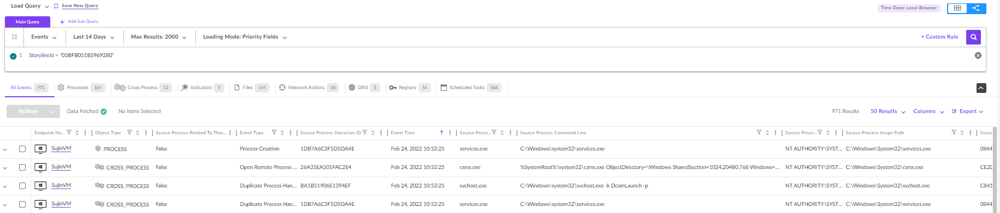 Load Query Save New Query Time Zone: Local Browser
Main Query + Add Sub Query
Events Last 14 Days Max Results: 2000 Loading Mode: Priority Fields + Custom Rule
1 StorylineId = "05BFB051B5969280"
All Events 971 Processes 164 Cross Process 13 Indicators 5 Files 144 Network Actions 18 DNS 5 Registry 54 Scheduled Tasks 568
Actions Data Fetched No Items Selected 971 Results 50 Results Columns Export
Endpoint Na... Object Type Source Process Related To Thre... Event Type Source Process StoryLine ID Event Time Source Proce... Source Process Command Line Source Proce... Source Process Image Path Sourc
SujinVM PROCESS False Process Creation 1DB7A6C3F5D5DA4E Feb 24, 2022 10:53:25 services.exe C:\Windows\system32\services.exe NT AUTHORITY\SYST... C:\Windows\System32\services.exe 0844
SujinVM CROSS_PROCESS False Open Remote Process ... 26A35EA501FAC2E4 Feb 24, 2022 10:53:25 csrss.exe %SystemRoot%\system32\csrss.exe ObjectDirectory=\Windows SharedSection=1024,20480,768 Windows=... NT AUTHORITY\SYST... C:\Windows\System32\csrss.exe CE2D
SujinVM CROSS_PROCESS False Duplicate Process Han... BA1B51906E1394EF Feb 24, 2022 10:53:25 svchost.exe C:\Windows\system32\svchost.exe -k DcomLaunch -p NT AUTHORITY\SYST... C:\Windows\System32\svchost.exe C841
SujinVM CROSS_PROCESS False Duplicate Process Han... 1DB7A6C3F5D5DA4E Feb 24, 2022 10:53:25 services.exe C:\Windows\system32\services.exe NT AUTHORITY\SYST... C:\Windows\System32\services.exe 0844